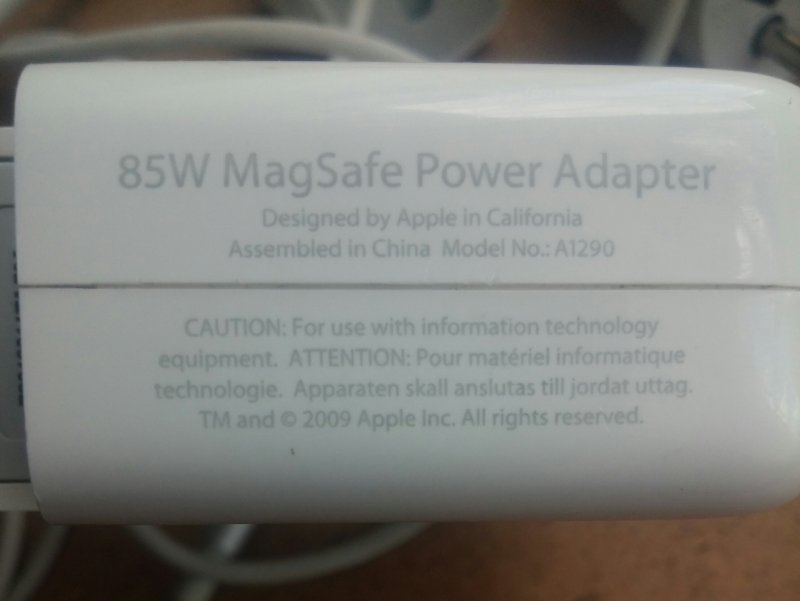 85W MagSafe Power Adapter
Designed by Apple in California
Assembled in China  Model No.: A1290
CAUTION: For use with information technology
equipment.  ATTENTION: Pour matériel informatique
technologie.  Apparaten skall anslutas till jordat uttag.
TM and © 2009 Apple Inc. All rights reserved.